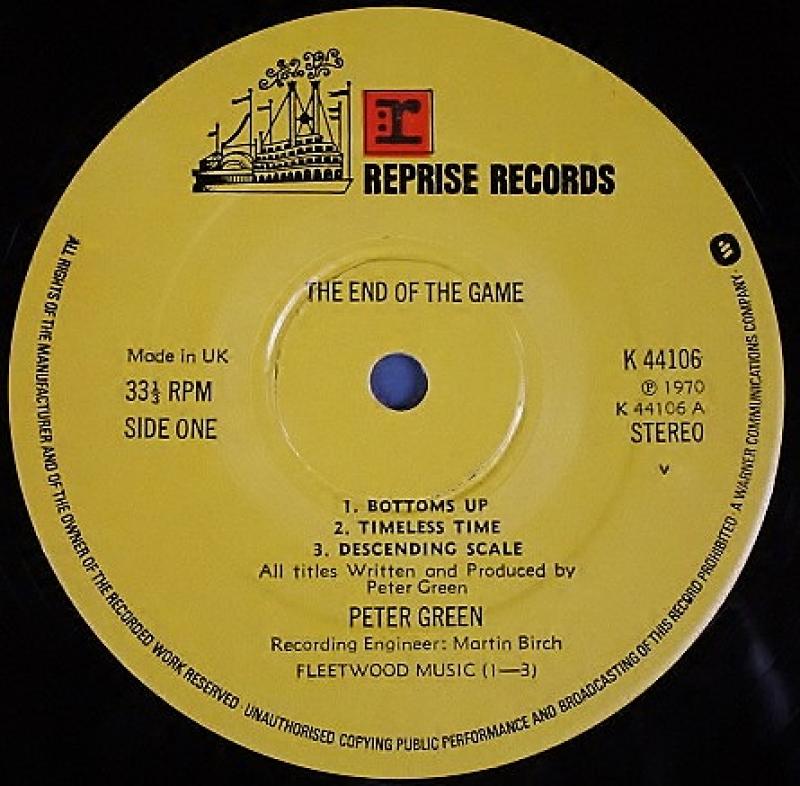 r
REPRISE RECORDS
THE END OF THE GAME
Made in UK
33⅓ RPM
SIDE ONE
K 44106
℗ 1970
K 44106 A
STEREO
v
1. BOTTOMS UP
2. TIMELESS TIME
3. DESCENDING SCALE
All titles Written and Produced by
Peter Green
PETER GREEN
Recording Engineer: Martin Birch
FLEETWOOD MUSIC (1—3)
ALL RIGHTS OF THE MANUFACTURER AND OF THE OWNER OF THE RECORDED WORK RESERVED · UNAUTHORISED COPYING PUBLIC PERFORMANCE AND BROADCASTING OF THIS RECORD PROHIBITED · A WARNER COMMUNICATIONS COMPANY ·